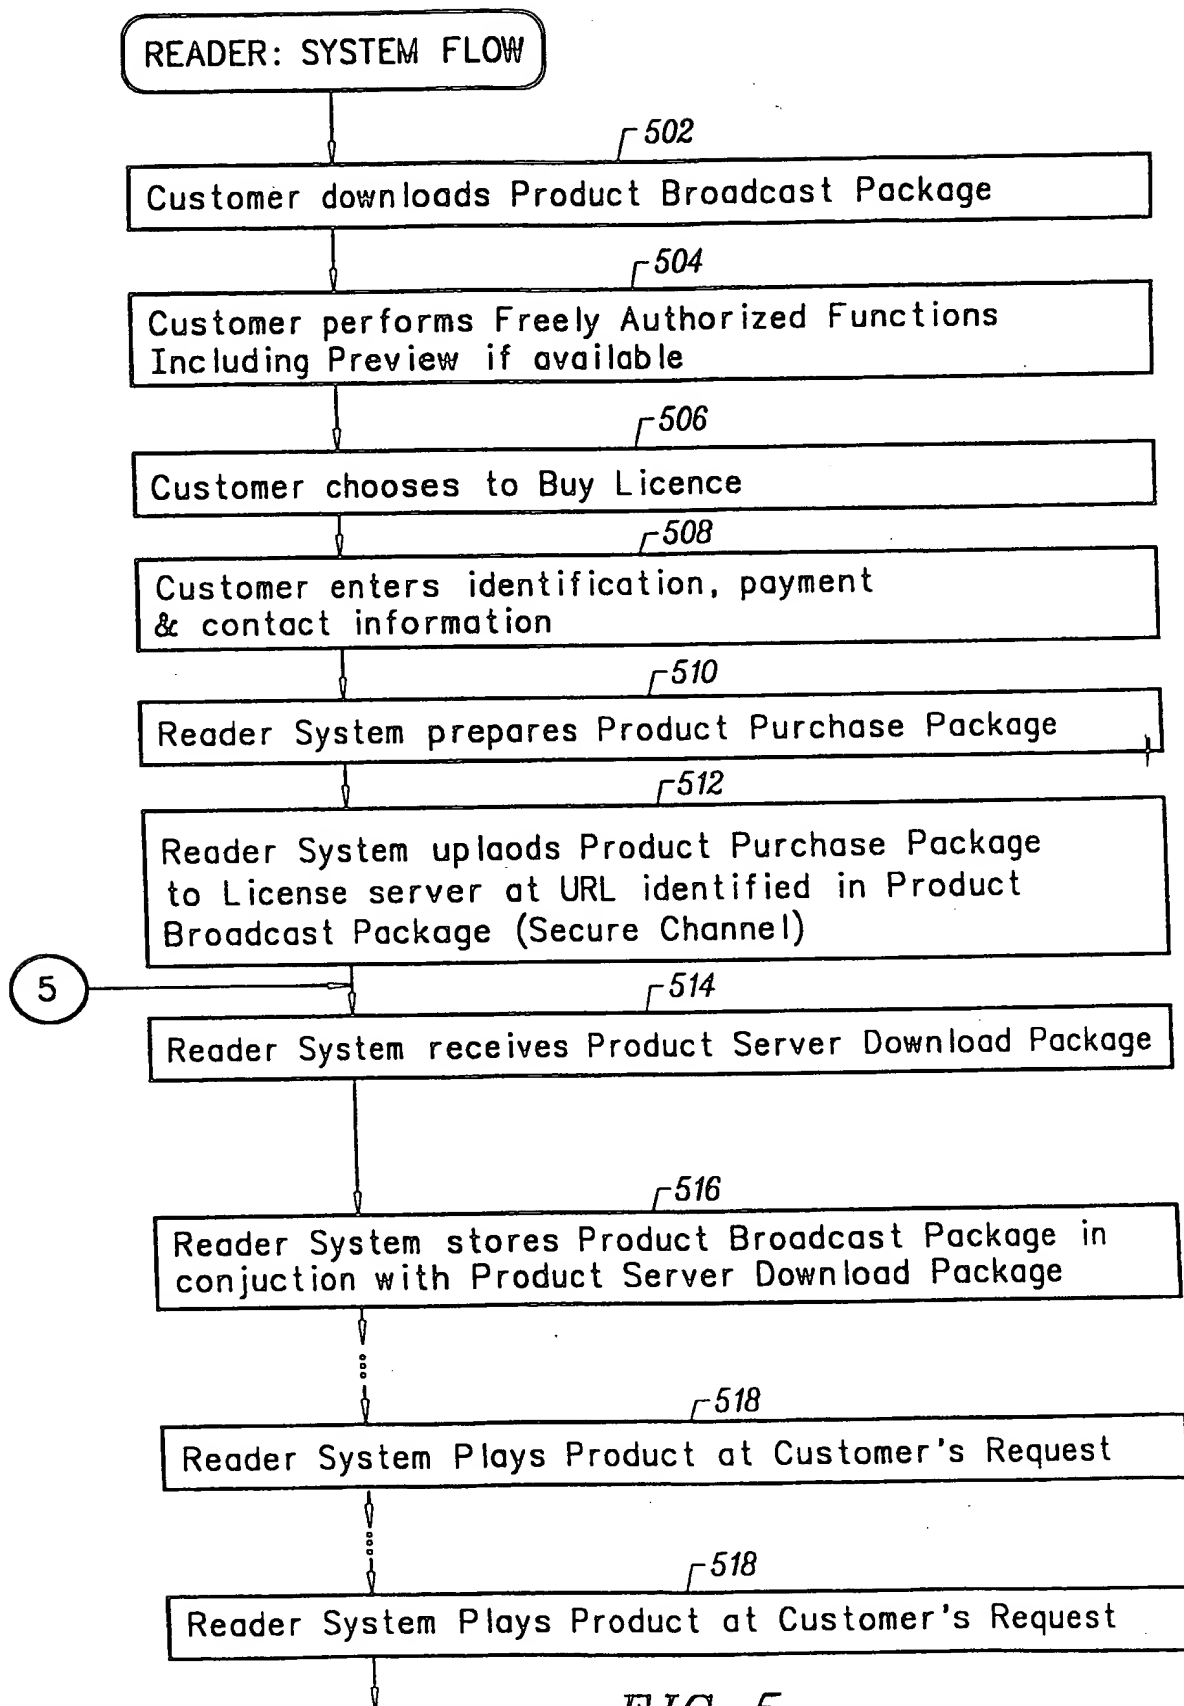 READER: SYSTEM FLOW
502
Customer downloads Product Broadcast Package
504
Customer performs Freely Authorized Functions
Including Preview if available
506
Customer chooses to Buy Licence
508
Customer enters identification, payment
& contact information
510
Reader System prepares Product Purchase Package
512
Reader System uplaods Product Purchase Package
to License server at URL identified in Product
Broadcast Package (Secure Channel)
5
514
Reader System receives Product Server Download Package
516
Reader System stores Product Broadcast Package in
conjuction with Product Server Download Package
518
Reader System Plays Product at Customer's Request
518
Reader System Plays Product at Customer's Request
FIG. 5